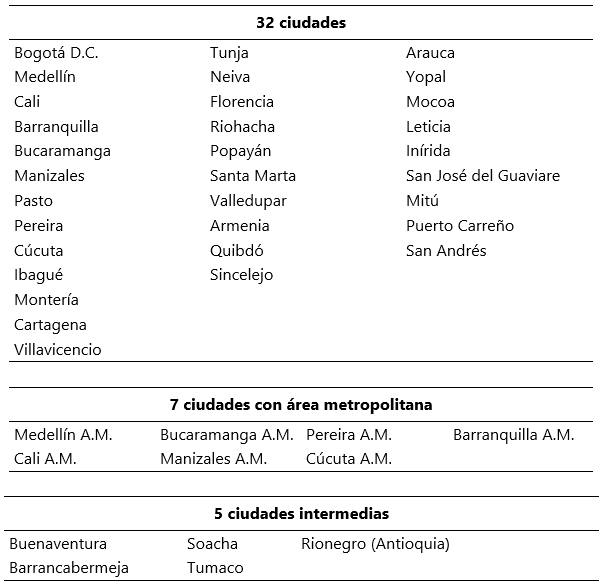 32 ciudades
Bogotá D.C. Tunja Arauca
Medellín Neiva Yopal
Cali Florencia Mocoa
Barranquilla Riohacha Leticia
Bucaramanga Popayán Inírida
Manizales Santa Marta San José del Guaviare
Pasto Valledupar Mitú
Pereira Armenia Puerto Carreño
Cúcuta Quibdó San Andrés
Ibagué Sincelejo
Montería
Cartagena
Villavicencio
7 ciudades con área metropolitana
Medellín A.M. Bucaramanga A.M. Pereira A.M. Barranquilla A.M.
Cali A.M. Manizales A.M. Cúcuta A.M.
5 ciudades intermedias
Buenaventura Soacha Rionegro (Antioquia)
Barrancabermeja Tumaco